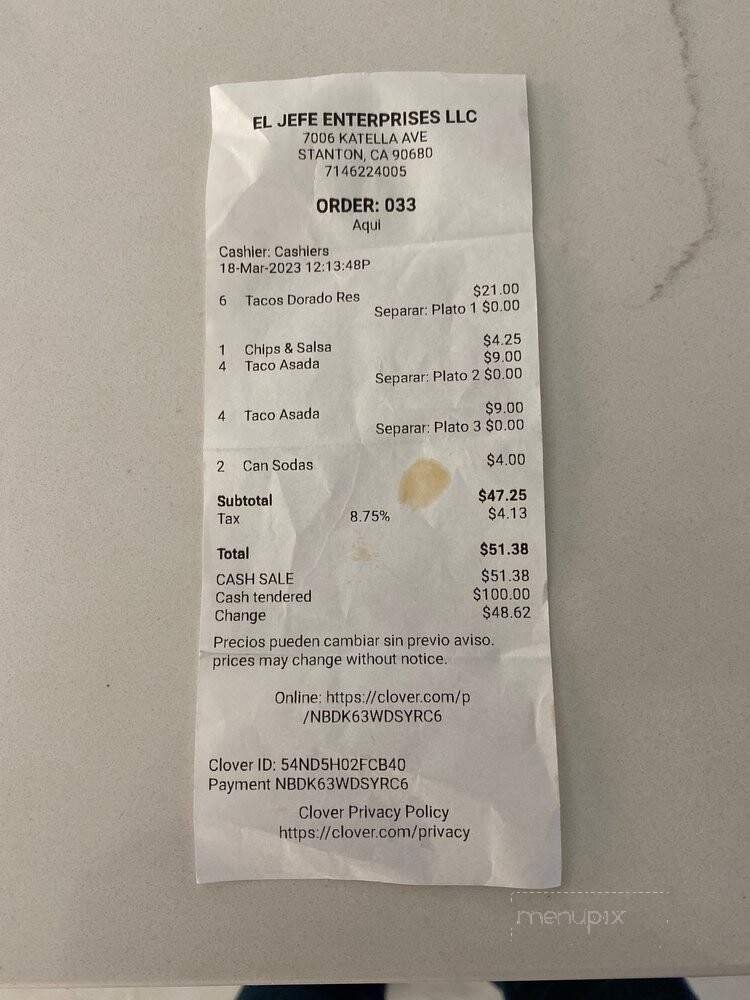 EL JEFE ENTERPRISES LLC
7006 KATELLA AVE
STANTON, CA 90680
7146224005
ORDER: 033
Aqui
Cashier: Cashiers
18-Mar-2023 12:13:48P
6 Tacos Dorado Res $21.00
Separar: Plato 1 $0.00
1 Chips & Salsa $4.25
4 Taco Asada $9.00
Separar: Plato 2 $0.00
4 Taco Asada $9.00
Separar: Plato 3 $0.00
2 Can Sodas $4.00
Subtotal $47.25
Tax 8.75% $4.13
Total $51.38
CASH SALE $51.38
Cash tendered $100.00
Change $48.62
Precios pueden cambiar sin previo aviso.
prices may change without notice.
Online: https://clover.com/p
/NBDK63WDSYRC6
Clover ID: 54ND5H02FCB40
Payment NBDK63WDSYRC6
Clover Privacy Policy
https://clover.com/privacy
menupix